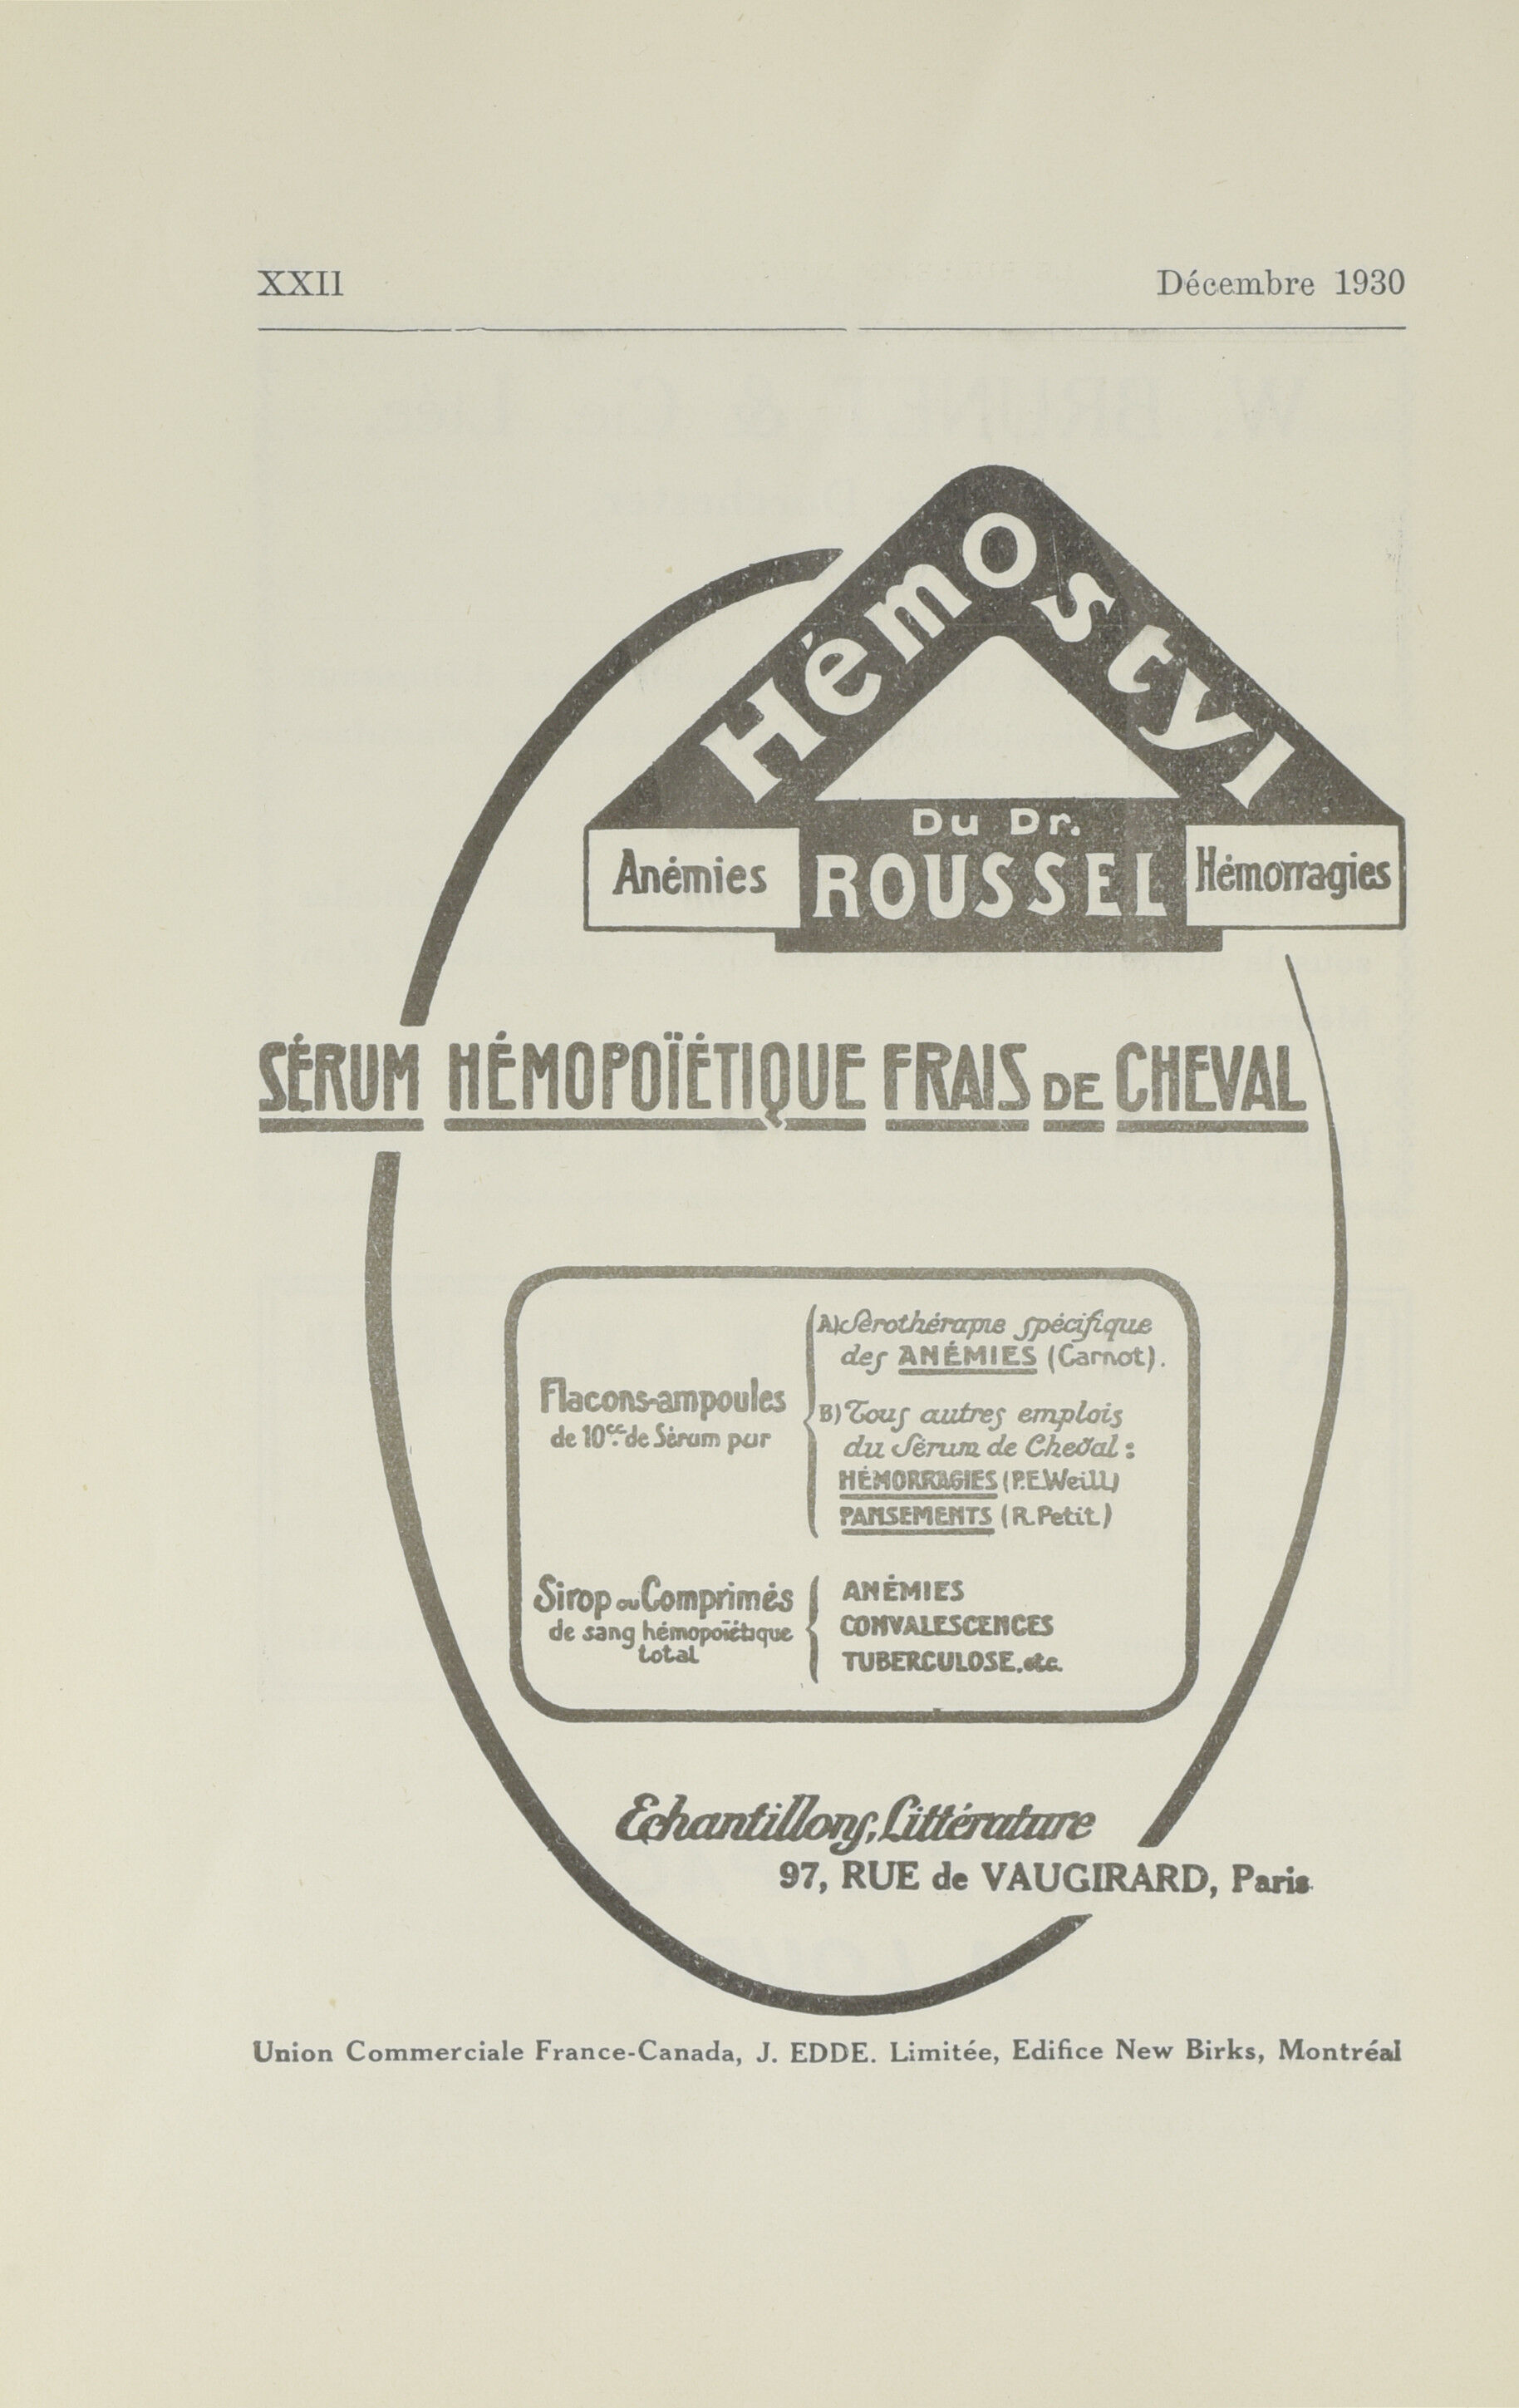 XXII
Décembre 1930
Hémostyl
Du Dr.
ROUSSEL
Anémies
Hémorragies
SÉRUM HÉMOPOÏÉTIQUE FRAIS DE CHEVAL
Flacons-ampoules
de 10cc. de Sérum pur
A) Sérothérapie spécifique
des ANÉMIES (Carnot).
B) Tous autres emplois
du Sérum de Cheval :
HÉMORRAGIES (P.E.Weill)
PANSEMENTS (R.Petit)
Sirop ou Comprimés
de sang hémopoïétique
total
ANÉMIES
CONVALESCENCES
TUBERCULOSE, etc.
Echantillons, Littérature
97, RUE de VAUGIRARD, Paris
Union Commerciale France-Canada, J. EDDE. Limitée, Edifice New Birks, Montréal